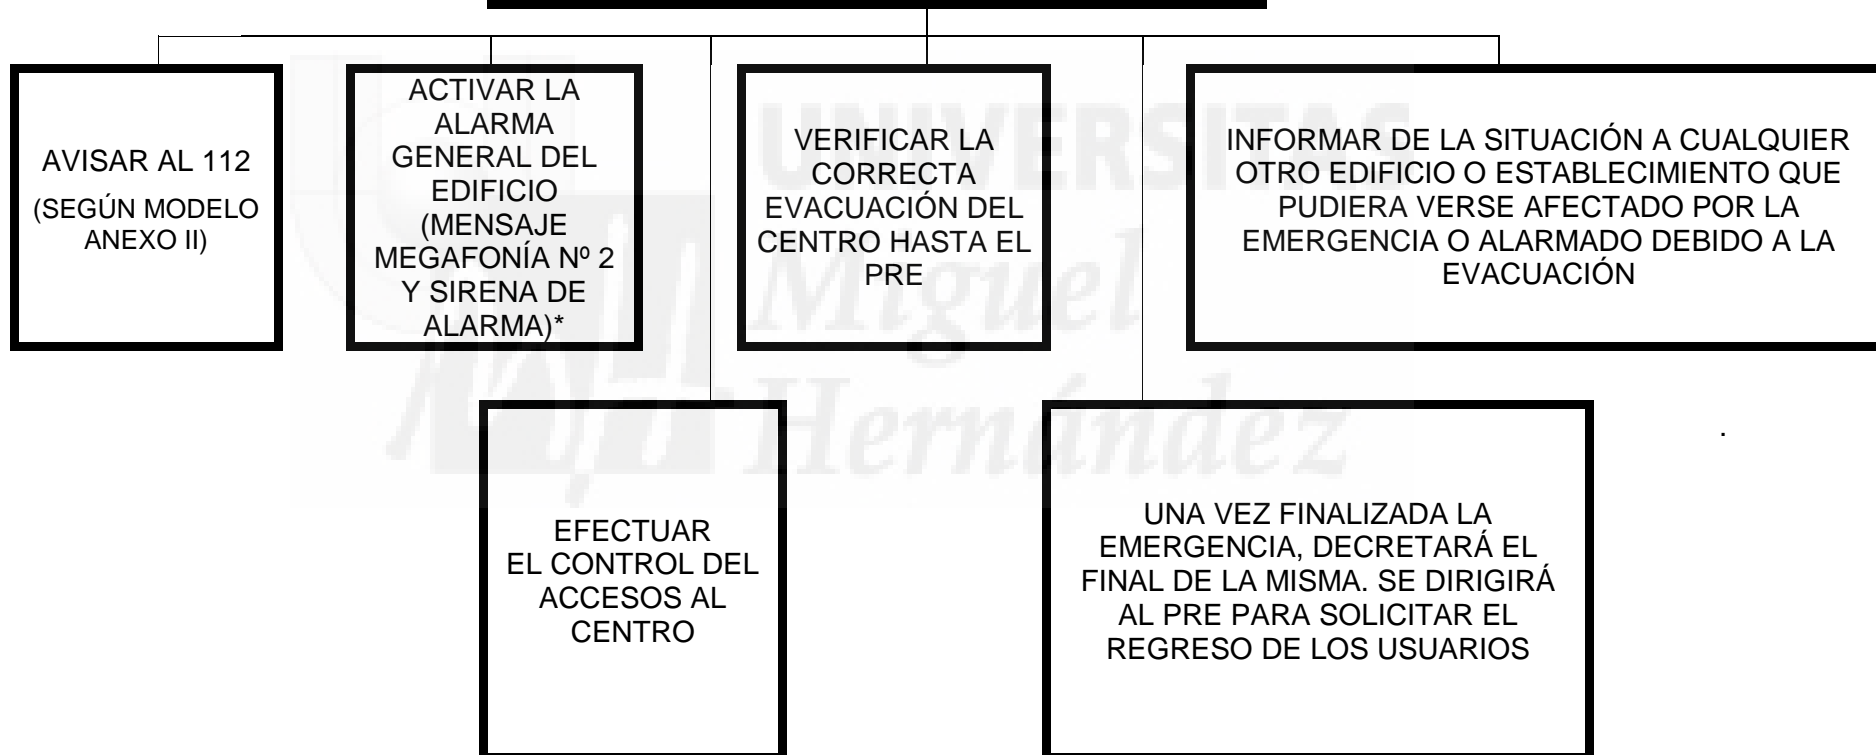 AVISAR AL 112
(SEGÚN MODELO
ANEXO II)
ACTIVAR LA
ALARMA
GENERAL DEL
EDIFICIO
(MENSAJE
MEGAFONÍA Nº 2
Y SIRENA DE
ALARMA)*
VERIFICAR LA
CORRECTA
EVACUACIÓN DEL
CENTRO HASTA EL
PRE
INFORMAR DE LA SITUACIÓN A CUALQUIER
OTRO EDIFICIO O ESTABLECIMIENTO QUE
PUDIERA VERSE AFECTADO POR LA
EMERGENCIA O ALARMADO DEBIDO A LA
EVACUACIÓN
EFECTUAR
EL CONTROL DEL
ACCESOS AL
CENTRO
UNA VEZ FINALIZADA LA
EMERGENCIA, DECRETARÁ EL
FINAL DE LA MISMA. SE DIRIGIRÁ
AL PRE PARA SOLICITAR EL
REGRESO DE LOS USUARIOS
.
UNIVERSITAS
Miguel
Hernández